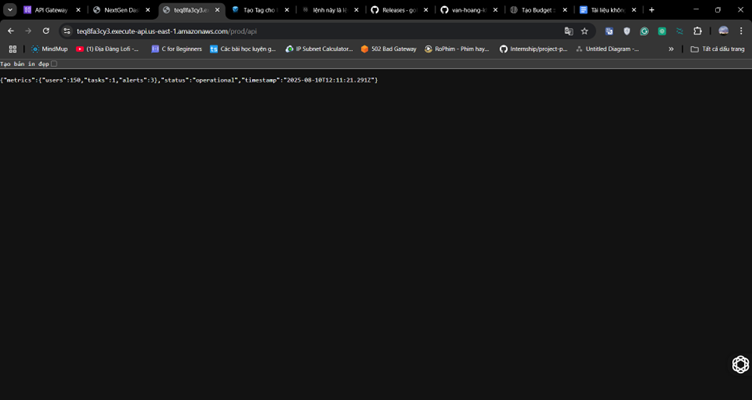 API Gateway
NextGen Das
teq8fa3cy3.ex
Tạo Tag cho
lệnh này là lệ
Releases · go
van-hoang-k
Tạo Budget
Tài liệu khôn
teq8fa3cy3.execute-api.us-east-1.amazonaws.com/prod/api
MindMup
(1) Địa Đàng Lofi -...
C for Beginners
Các bài học luyện g...
IP Subnet Calculator...
502 Bad Gateway
RoPhim - Phim hay...
Internship/project-p...
Untitled Diagram -...
Tất cả dấu trang
Tạo bản in đẹp
{"metrics":{"users":150,"tasks":1,"alerts":3},"status":"operational","timestamp":"2025-08-10T12:11:21.291Z"}